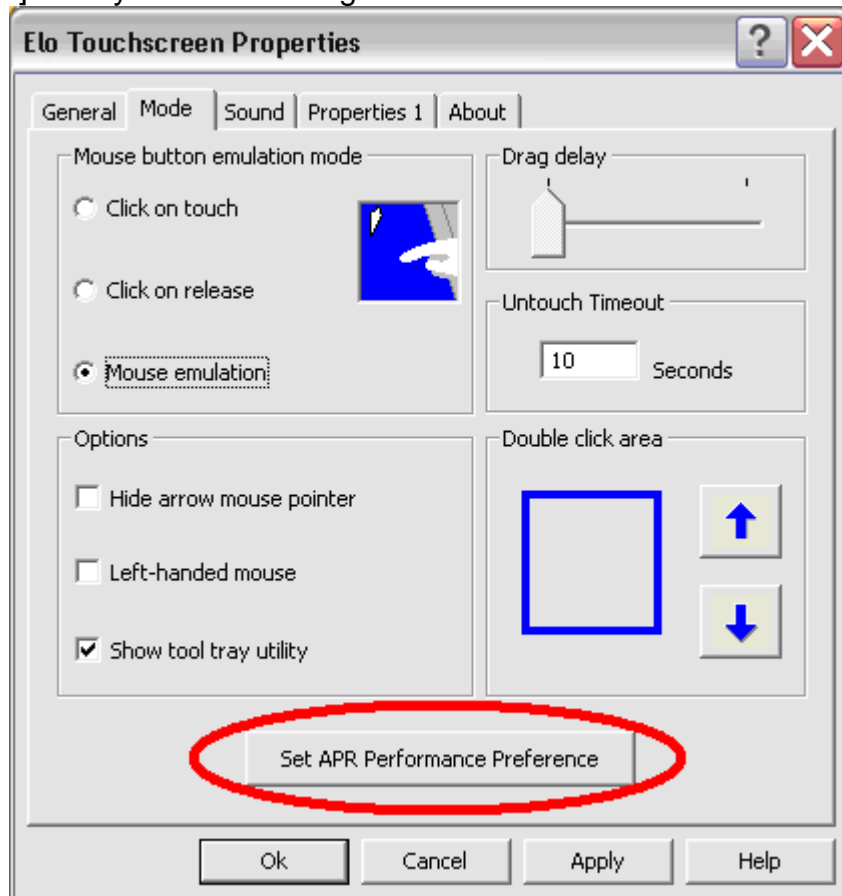 Elo Touchscreen Properties
General Mode Sound Properties 1 About
Mouse button emulation mode
Click on touch
Click on release
Mouse emulation
Drag delay
Untouch Timeout
10 Seconds
Options
Hide arrow mouse pointer
Left-handed mouse
Show tool tray utility
Double click area
Set APR Performance Preference
Ok Cancel Apply Help